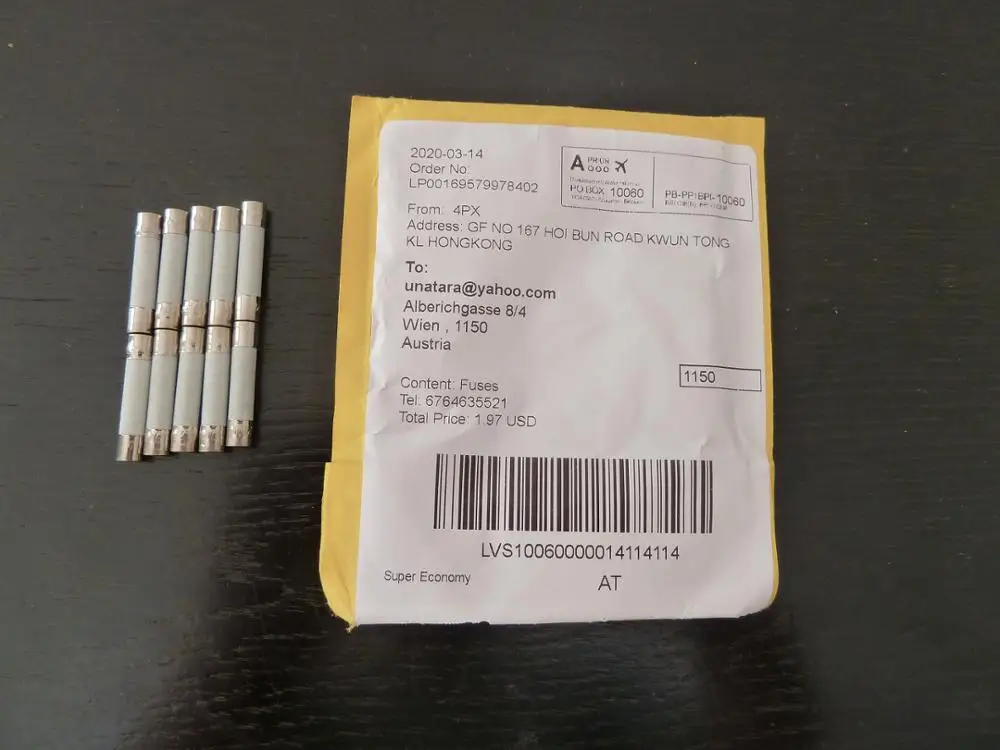 2020-03-14
Order No:
LP00169579978402
From: 4PX
Address: GF NO 167 HOI BUN ROAD KWUN TONG
KL HONGKONG
A
PO BOX 10060
PB-PP|BPI-10060
To:
unatara@yahoo.com
Alberichgasse 8/4
Wien , 1150
Austria
1150
Content: Fuses
Tel: 6764635521
Total Price: 1.97 USD
LVS10060000014114114
Super Economy
AT